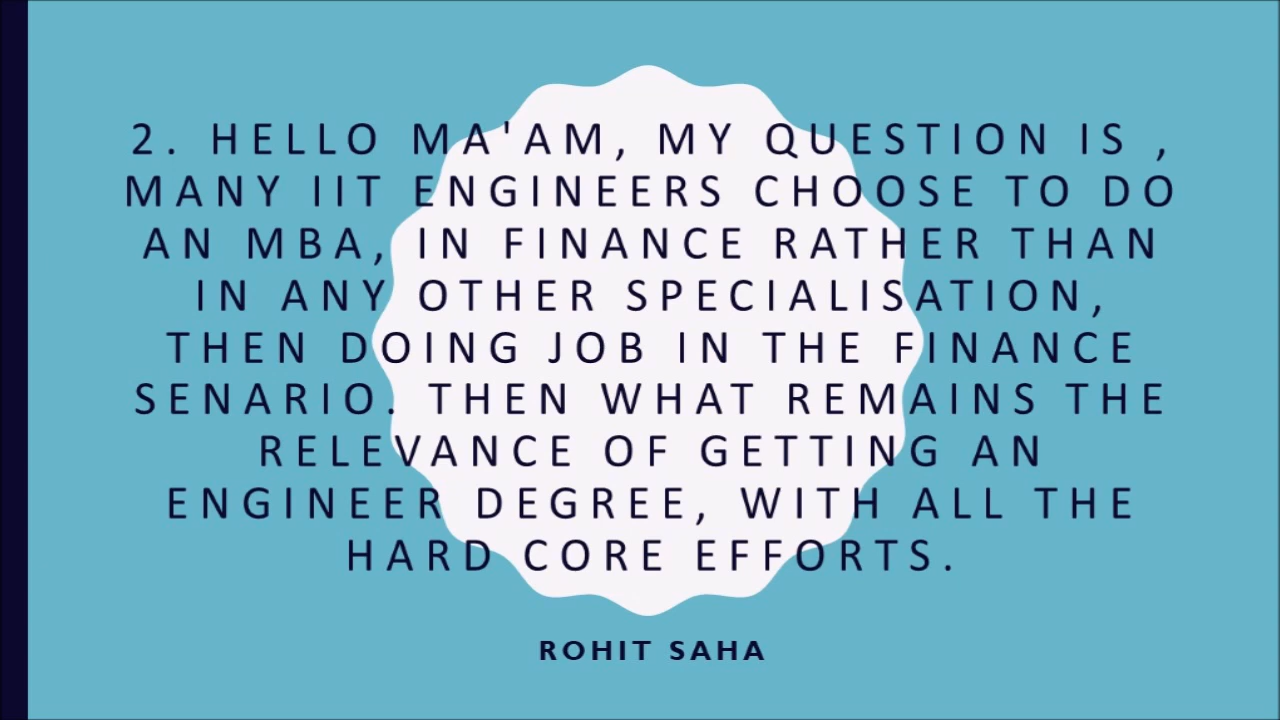 2. HELLO MA'AM, MY QUESTION IS ,
MANY IIT ENGINEERS CHOOSE TO DO
AN MBA, IN FINANCE RATHER THAN
IN ANY OTHER SPECIALISATION,
THEN DOING JOB IN THE FINANCE
SENARIO. THEN WHAT REMAINS THE
RELEVANCE OF GETTING AN
ENGINEER DEGREE, WITH ALL THE
HARD CORE EFFORTS.
ROHIT SAHA